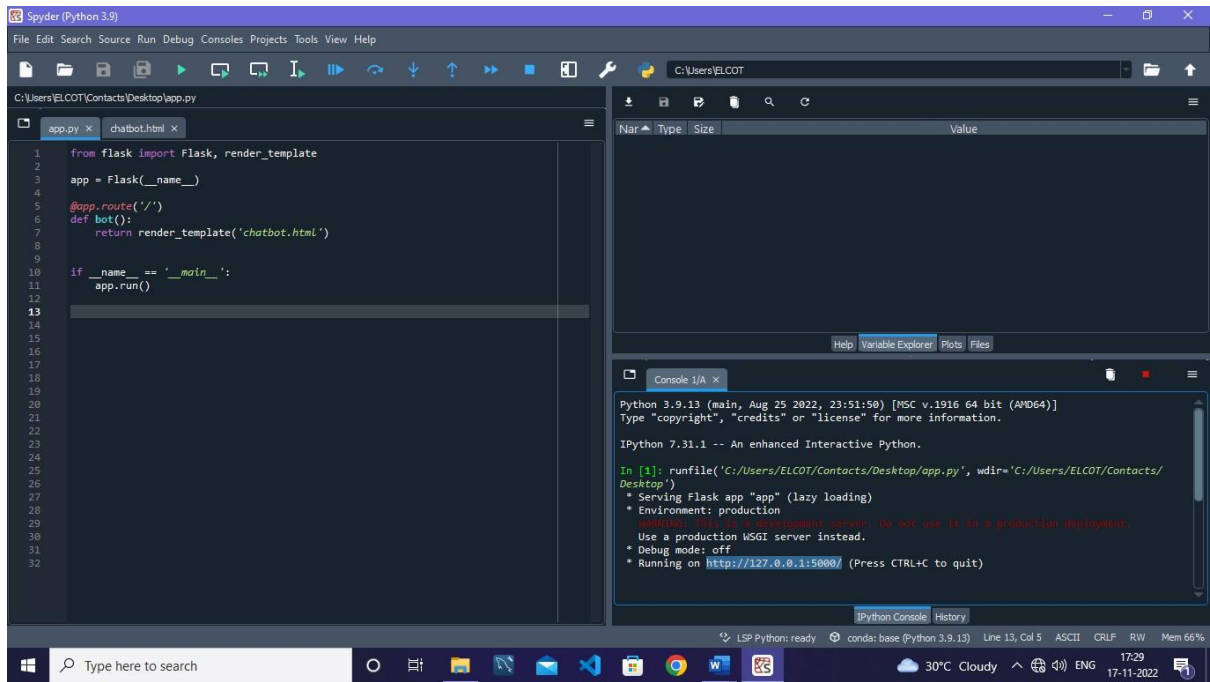 Spyder (Python 3.9)
File Edit Search Source Run Debug Consoles Projects Tools View Help
C:\Users\ELCOT
C:\Users\ELCOT\Contacts\Desktop\app.py
app.py
chatbot.html
1 from flask import Flask, render_template
2
3 app = Flask(__name__)
4
5 @app.route('/')
6 def bot():
7     return render_template('chatbot.html')
8
9
10 if __name__ == '__main__':
11     app.run()
12
13
14
15
16
17
18
19
20
21
22
23
24
25
26
27
28
29
30
31
32
Nar Type Size Value
Help Variable Explorer Plots Files
Console 1/A
Python 3.9.13 (main, Aug 25 2022, 23:51:50) [MSC v.1916 64 bit (AMD64)]
Type "copyright", "credits" or "license" for more information.
IPython 7.31.1 -- An enhanced Interactive Python.
In [1]: runfile('C:/Users/ELCOT/Contacts/Desktop/app.py', wdir='C:/Users/ELCOT/Contacts/
Desktop')
* Serving Flask app "app" (lazy loading)
* Environment: production
WARNING: This is a development server. Do not use it in a production deployment.
Use a production WSGI server instead.
* Debug mode: off
* Running on http://127.0.0.1:5000/ (Press CTRL+C to quit)
IPython Console History
LSP Python: ready conda: base (Python 3.9.13) Line 13, Col 5 ASCII CRLF RW Mem 66%
Type here to search
30°C Cloudy ENG
17:29
17-11-2022